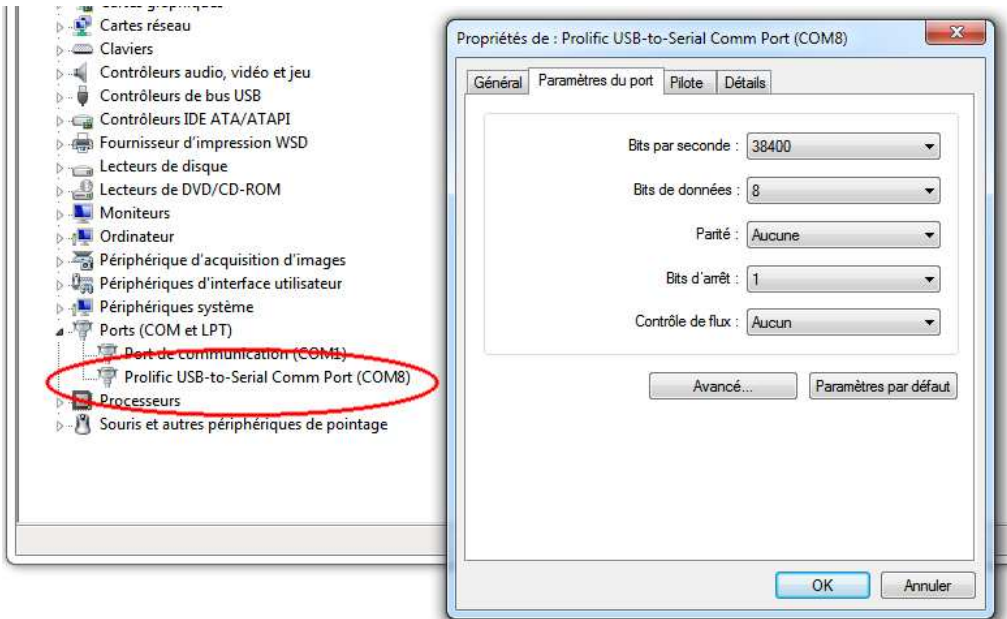 Cartes graphiques
Cartes réseau
Claviers
Contrôleurs audio, vidéo et jeu
Contrôleurs de bus USB
Contrôleurs IDE ATA/ATAPI
Fournisseur d'impression WSD
Lecteurs de disque
Lecteurs de DVD/CD-ROM
Moniteurs
Ordinateur
Périphérique d'acquisition d'images
Périphériques d'interface utilisateur
Périphériques système
Ports (COM et LPT)
Port de communication (COM1)
Prolific USB-to-Serial Comm Port (COM8)
Processeurs
Souris et autres périphériques de pointage
Propriétés de : Prolific USB-to-Serial Comm Port (COM8)
Général Paramètres du port Pilote Détails
Bits par seconde : 38400
Bits de données : 8
Parité : Aucune
Bits d'arrêt : 1
Contrôle de flux : Aucun
Avancé... Paramètres par défaut
OK Annuler